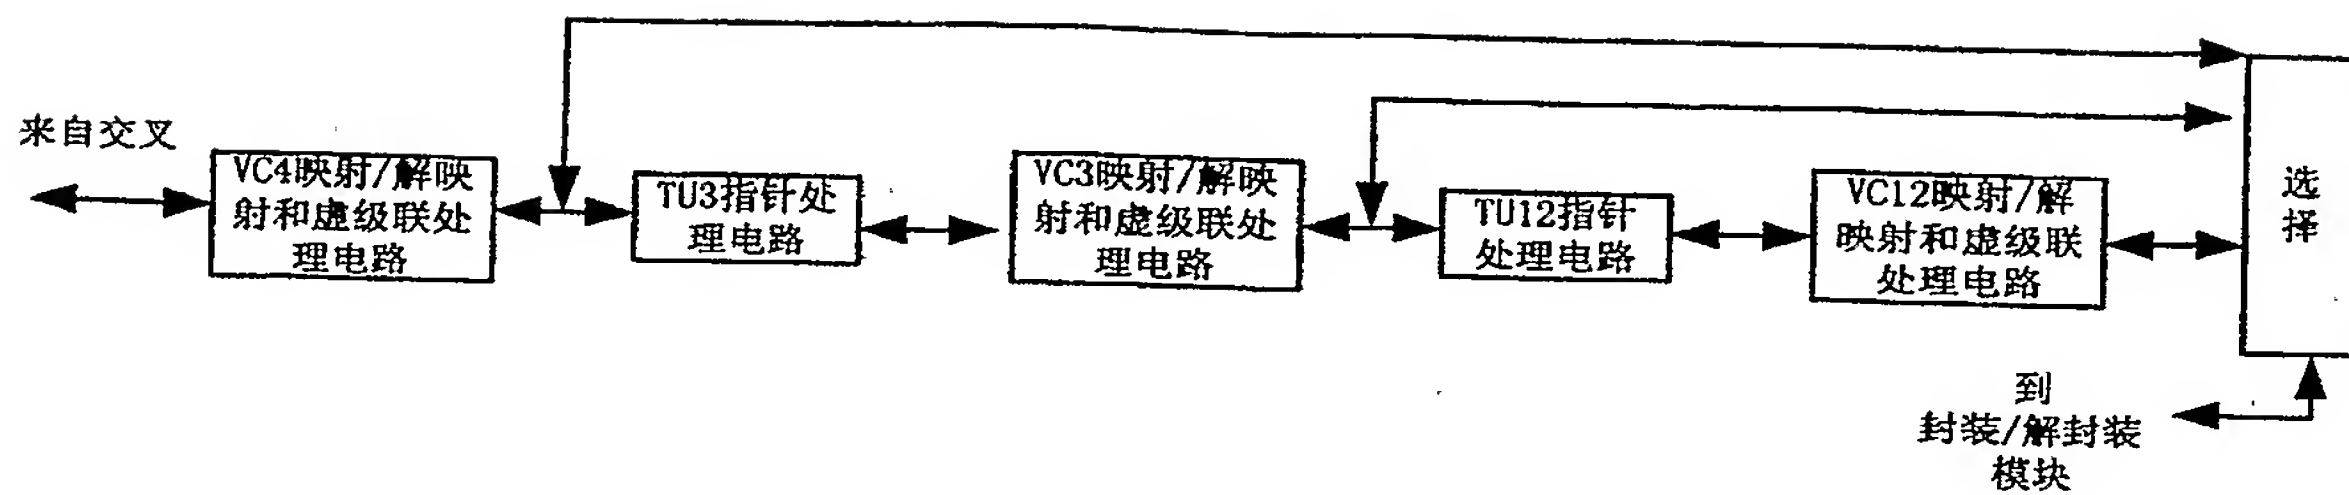 来自交叉
VC4映射/解映
射和虚级联处
理电路
TU3指针处
理电路
VC3映射/解映
射和虚级联处
理电路
TU12指针
处理电路
VC12映射/解
映射和虚级联
处理电路
选
择
到
封装/解封装
模块